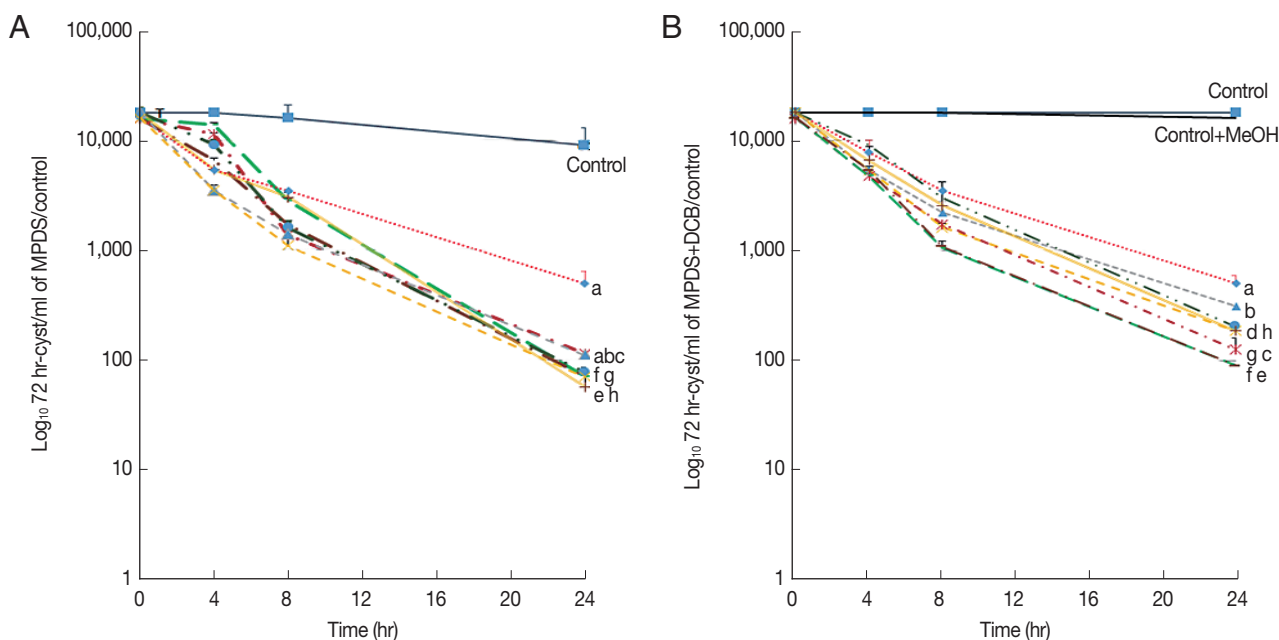 A
Log₁₀ 72 hr-cyst/ml of MPDS/control
100,000
10,000
1,000
100
10
1
Control
a
abc
f g
e h
0 4 8 12 16 20 24
Time (hr)
B
Log₁₀ 72 hr-cyst/ml of MPDS+DCB/control
100,000
10,000
1,000
100
10
1
Control
Control+MeOH
a
b
d h
g c
f e
0 4 8 12 16 20 24
Time (hr)